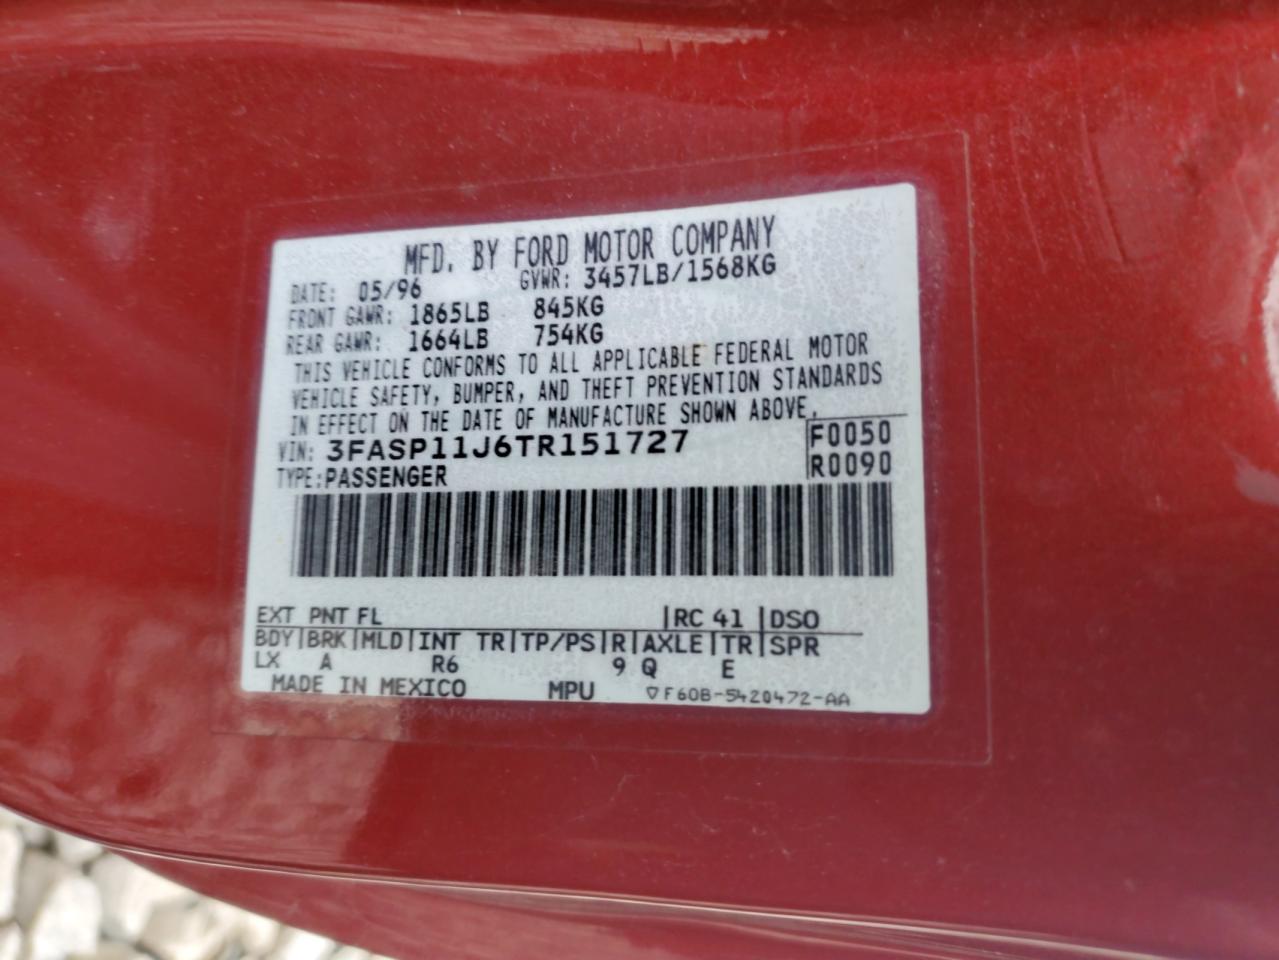 MFD. BY FORD MOTOR COMPANY
DATE: 05/96 GVWR: 3457LB/1568KG
FRONT GAWR: 1865LB 845KG
REAR GAWR: 1664LB 754KG
THIS VEHICLE CONFORMS TO ALL APPLICABLE FEDERAL MOTOR
VEHICLE SAFETY, BUMPER, AND THEFT PREVENTION STANDARDS
IN EFFECT ON THE DATE OF MANUFACTURE SHOWN ABOVE.
VIN: 3FASP11J6TR151727 F0050
TYPE: PASSENGER R0090
EXT PNT FL |RC 41 |DSO
BDY|BRK|MLD|INT TR|TP/PS|R|AXLE|TR|SPR
LX A R6 9 Q E
MADE IN MEXICO MPU ▽F60B-5420472-AA